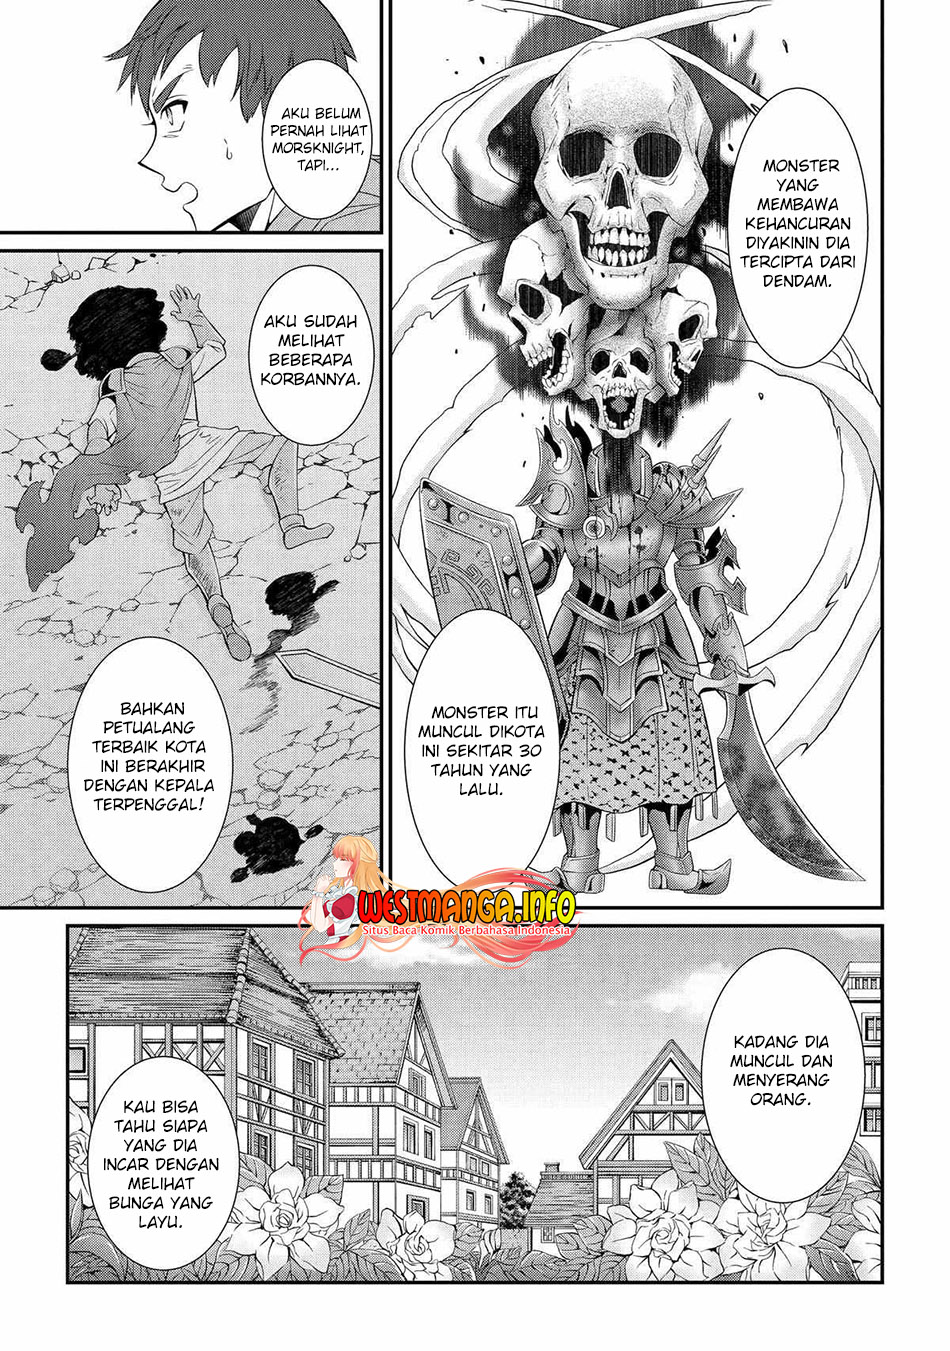 MONSTER
YANG
MEMBAWA
KEHANCURAN
DIYAKININ DIA
TERCIPTA DARI
DENDAM.
MONSTER ITU
MUNCUL DIKOTA
INI SEKITAR 30
TAHUN YANG
LALU.
AKU BELUM
PERNAH LIHAT
MORSKNIGHT,
TAPI...
AKU SUDAH
MELIHAT
BEBERAPA
KORBANNYA.
BAHKAN
PETUALANG
TERBAIK KOTA
INI BERAKHIR
DENGAN KEPALA
TERPENGGAL!
WESTMANGA.INFO
Situs Baca Komik Berbahasa Indonesia
KADANG DIA
MUNCUL DAN
MENYERANG
ORANG.
KAU BISA
TAHU SIAPA
YANG DIA
INCAR DENGAN
MELIHAT
BUNGA YANG
LAYU.